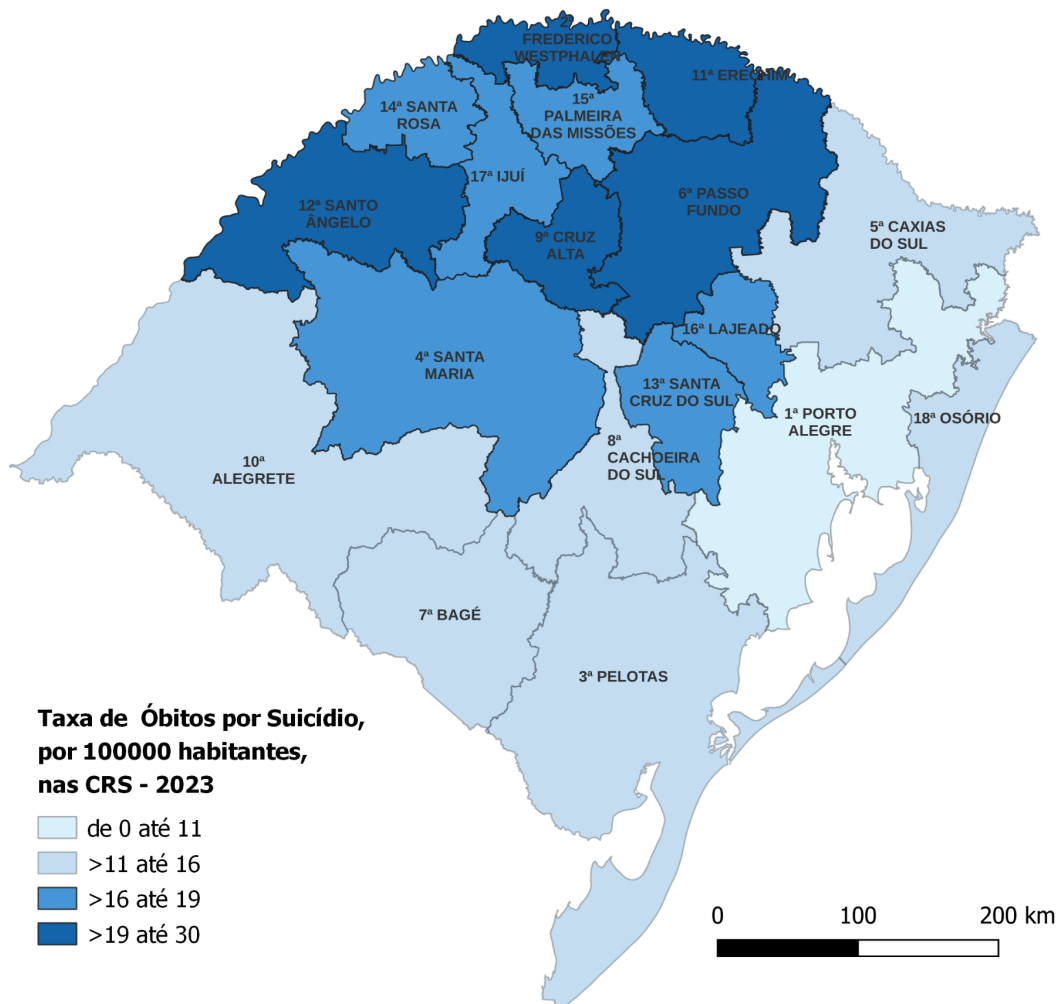 2ª
FREDERICO
WESTPHALEN
11ª ERECHIM
14ª SANTA
ROSA
15ª
PALMEIRA
DAS MISSÕES
17ª IJUÍ
12ª SANTO
ÂNGELO
6ª PASSO
FUNDO
9ª CRUZ
ALTA
5ª CAXIAS
DO SUL
16ª LAJEADO
4ª SANTA
MARIA
13ª SANTA
CRUZ DO SUL
1ª PORTO
ALEGRE
18ª OSÓRIO
8ª
CACHOEIRA
DO SUL
10ª
ALEGRETE
7ª BAGÉ
3ª PELOTAS
Taxa de Óbitos por Suicídio,
por 100000 habitantes,
nas CRS - 2023
de 0 até 11
>11 até 16
>16 até 19
>19 até 30
0 100 200 km